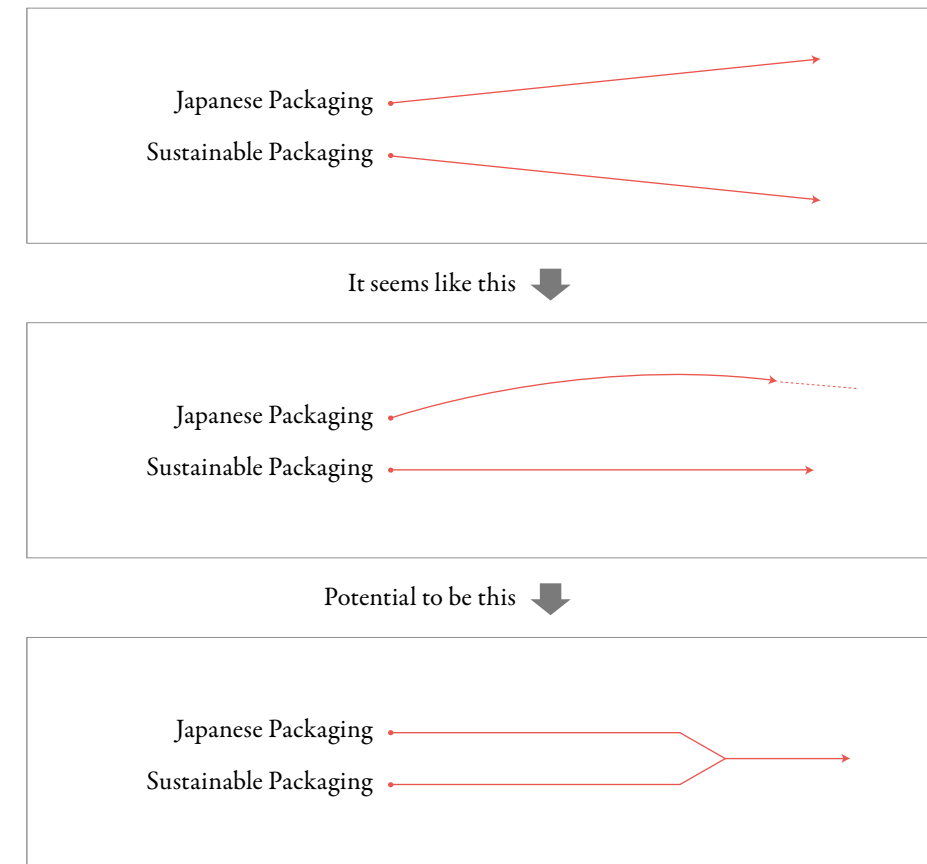 Japanese Packaging
Sustainable Packaging
It seems like this
Japanese Packaging
Sustainable Packaging
Potential to be this
Japanese Packaging
Sustainable Packaging